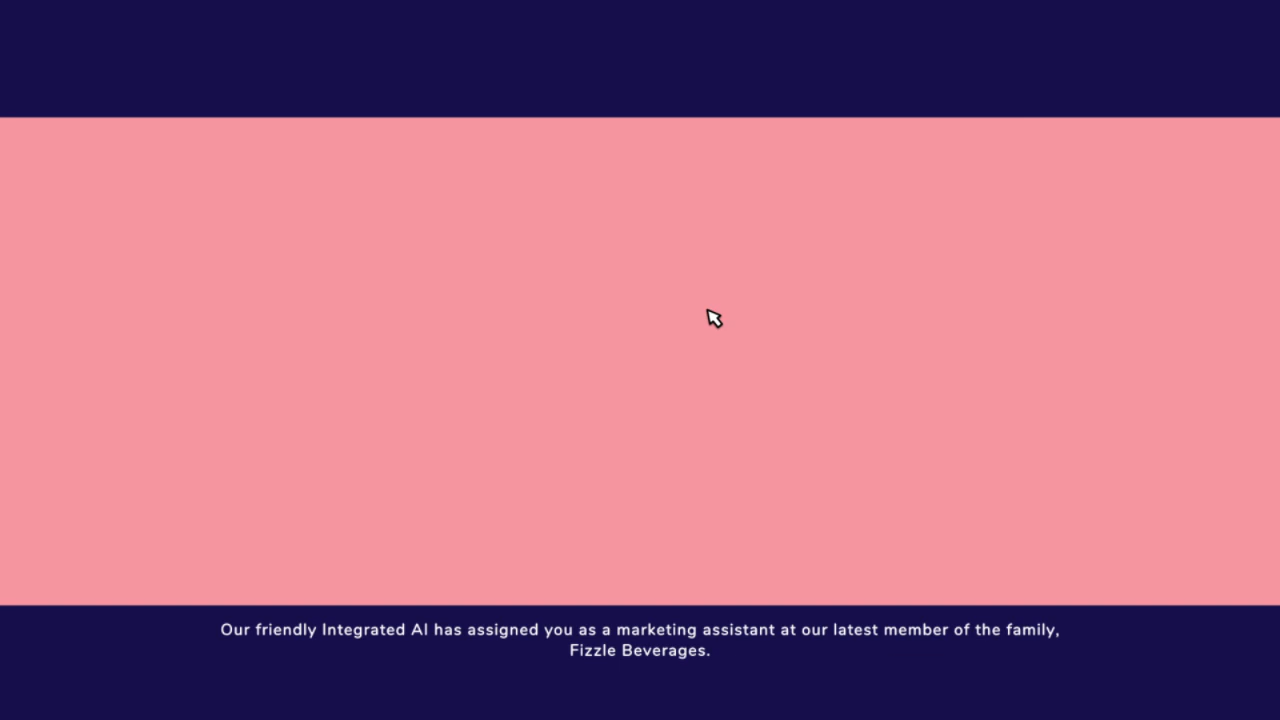 Our friendly Integrated AI has assigned you as a marketing assistant at our latest member of the family,
Fizzle Beverages.